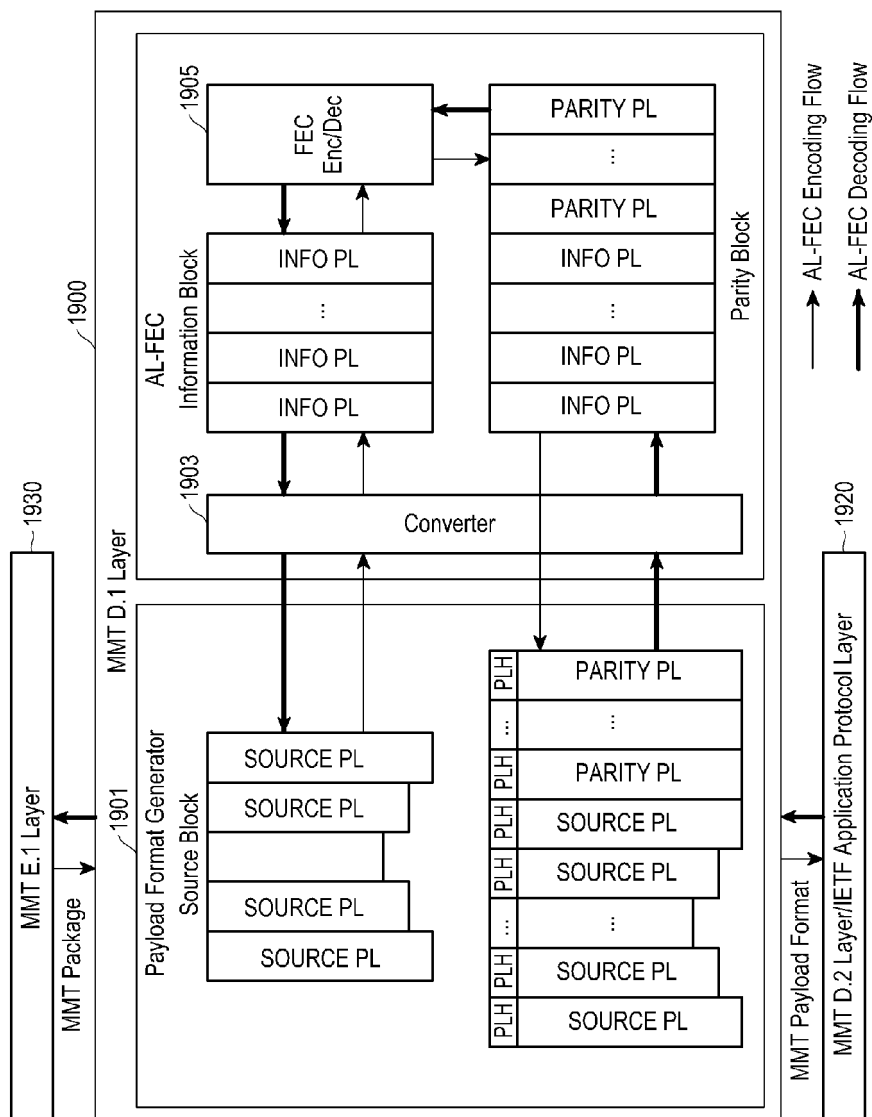 MMT E.1 Layer
1930
MMT Package
1900
MMT D.1 Layer
1901
Payload Format Generator
Source Block
SOURCE PL
SOURCE PL
SOURCE PL
SOURCE PL
PLH
PLH
...
PLH
PLH
PLH
...
PLH
SOURCE PL
SOURCE PL
...
SOURCE PL
SOURCE PL
PARITY PL
...
PARITY PL
1903
Converter
AL-FEC
Information Block
INFO PL
INFO PL
...
INFO PL
1905
FEC
Enc/Dec
INFO PL
INFO PL
...
INFO PL
PARITY PL
...
PARITY PL
Parity Block
MMT Payload Format
MMT D.2 Layer/IETF Application Protocol Layer
1920
AL-FEC Encoding Flow
AL-FEC Decoding Flow